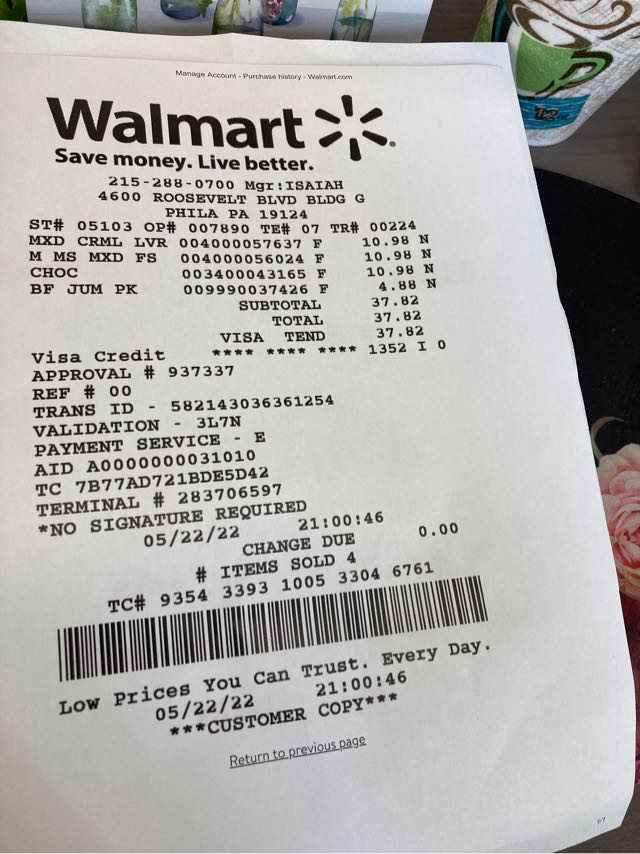 Manage Account - Purchase history - Walmart.com
Walmart
Save money. Live better.
215-288-0700 Mgr:ISAIAH
4600 ROOSEVELT BLVD BLDG G
PHILA PA 19124
ST# 05103 OP# 007890 TE# 07 TR# 00224
MXD CRML LVR 004000057637 F 10.98 N
M MS MXD FS 004000056024 F 10.98 N
CHOC 003400043165 F 10.98 N
BF JUM PK 009990037426 F 4.88 N
SUBTOTAL 37.82
TOTAL 37.82
VISA TEND 37.82
Visa Credit **** **** **** 1352 I 0
APPROVAL # 937337
REF # 00
TRANS ID - 582143036361254
VALIDATION - 3L7N
PAYMENT SERVICE - E
AID A0000000031010
TC 7B77AD721BDE5D42
TERMINAL # 283706597
*NO SIGNATURE REQUIRED
05/22/22 21:00:46
CHANGE DUE 0.00
# ITEMS SOLD 4
TC# 9354 3393 1005 3304 6761
Low Prices You Can Trust. Every Day.
05/22/22 21:00:46
***CUSTOMER COPY***
Return to previous page
1/1